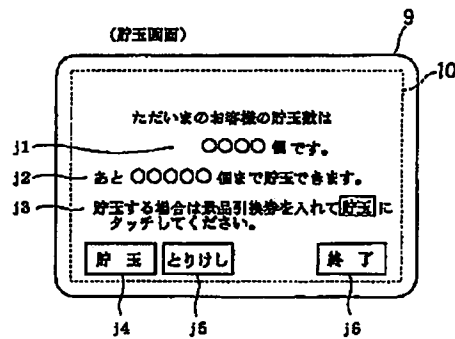 (貯玉画面)
9
10
ただいまのお客様の貯玉数は
j1
○○○○ 個です。
j2
あと ○○○○○ 個まで貯玉できます。
j3
貯玉する場合は景品引換券を入れて貯玉に
タッチしてください。
貯 玉
とりけし
終 了
j4
j5
j6